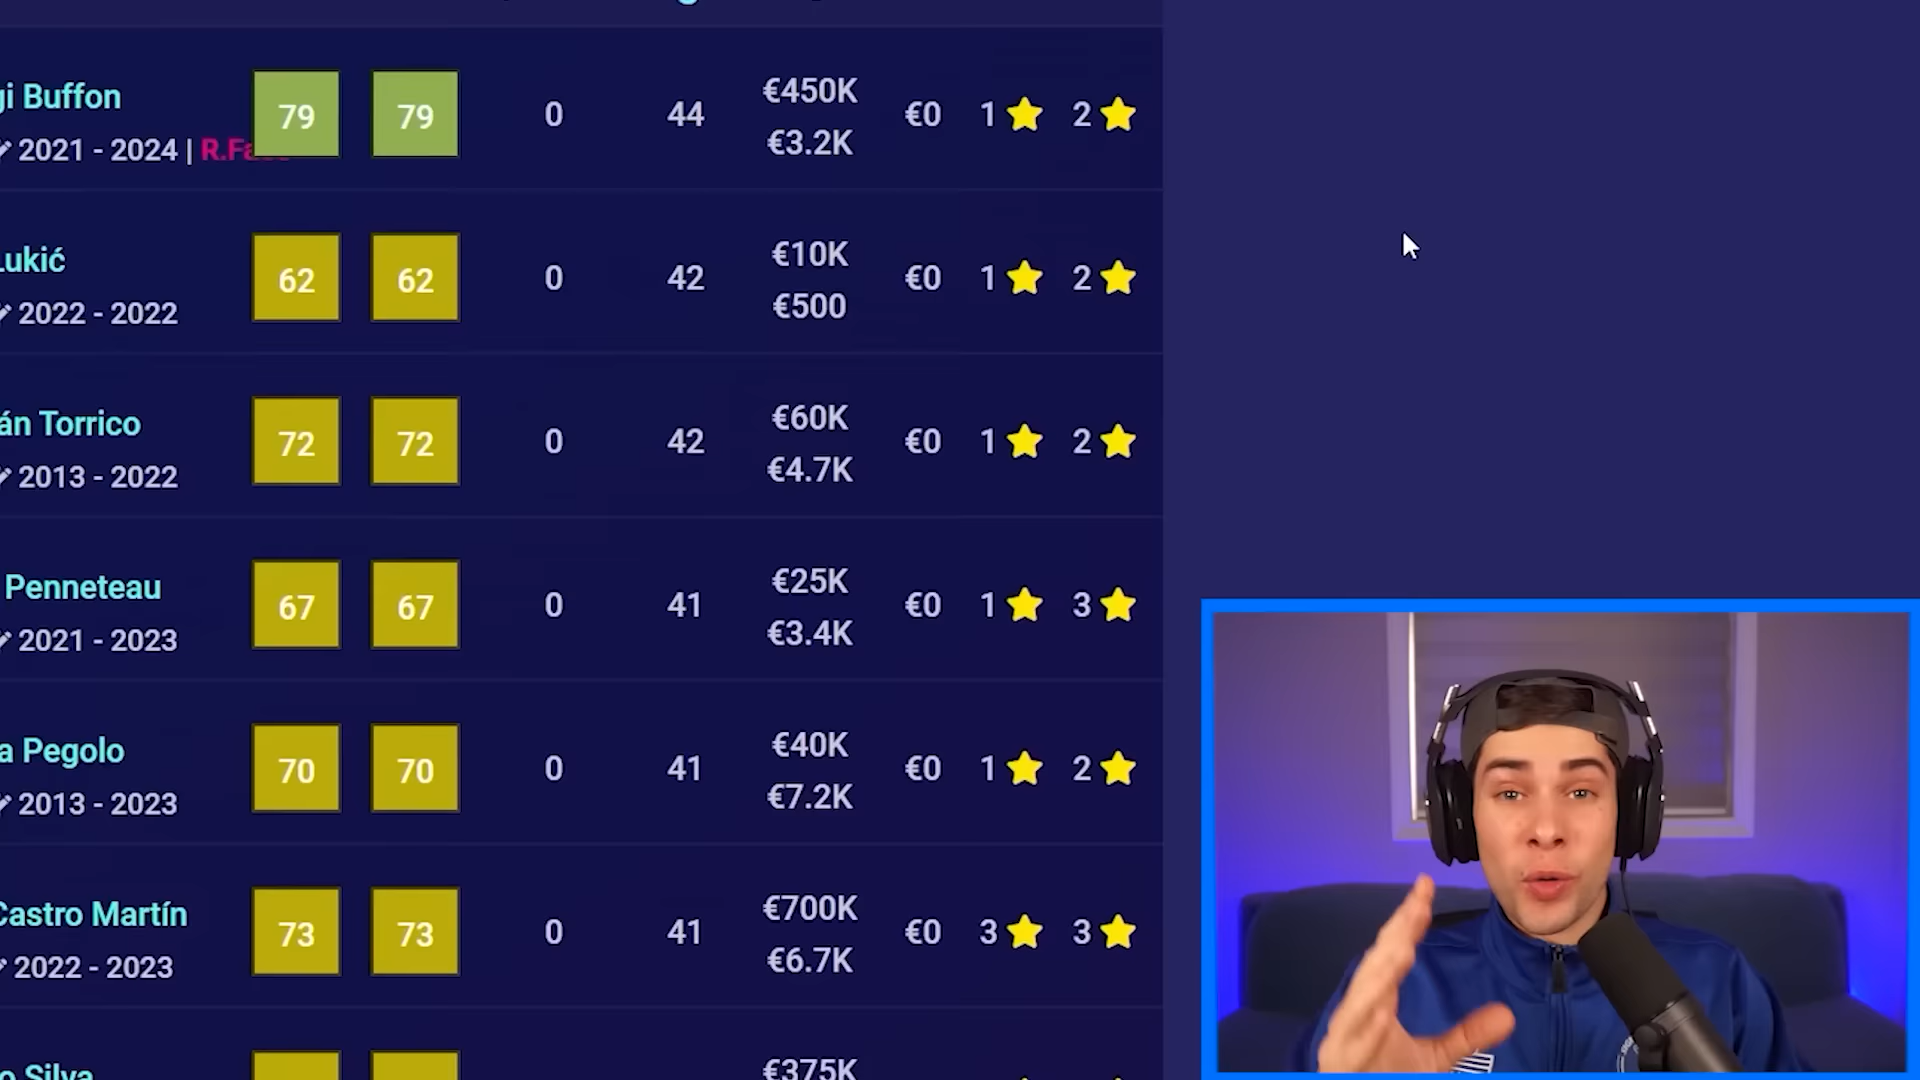 gi Buffon 79 79 0 44 €450K €0 1 2
2021 - 2024 | R.Face €3.2K
Lukić 62 62 0 42 €10K €0 1 2
2022 - 2022 €500
án Torrico 72 72 0 42 €60K €0 1 2
2013 - 2022 €4.7K
Penneteau 67 67 0 41 €25K €0 1 3
2021 - 2023 €3.4K
a Pegolo 70 70 0 41 €40K €0 1 2
2013 - 2023 €7.2K
Castro Martín 73 73 0 41 €700K €0 3 3
2022 - 2023 €6.7K
o Silva €375K